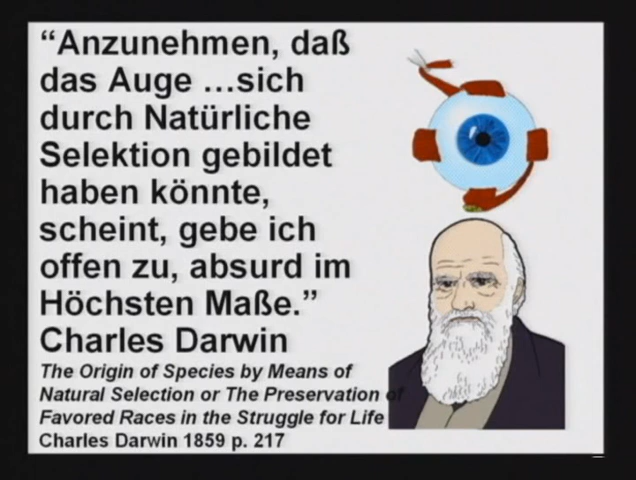 “Anzunehmen, daß
das Auge ...sich
durch Natürliche
Selektion gebildet
haben könnte,
scheint, gebe ich
offen zu, absurd im
Höchsten Maße.”
Charles Darwin
The Origin of Species by Means of
Natural Selection or The Preservation of
Favored Races in the Struggle for Life
Charles Darwin 1859 p. 217